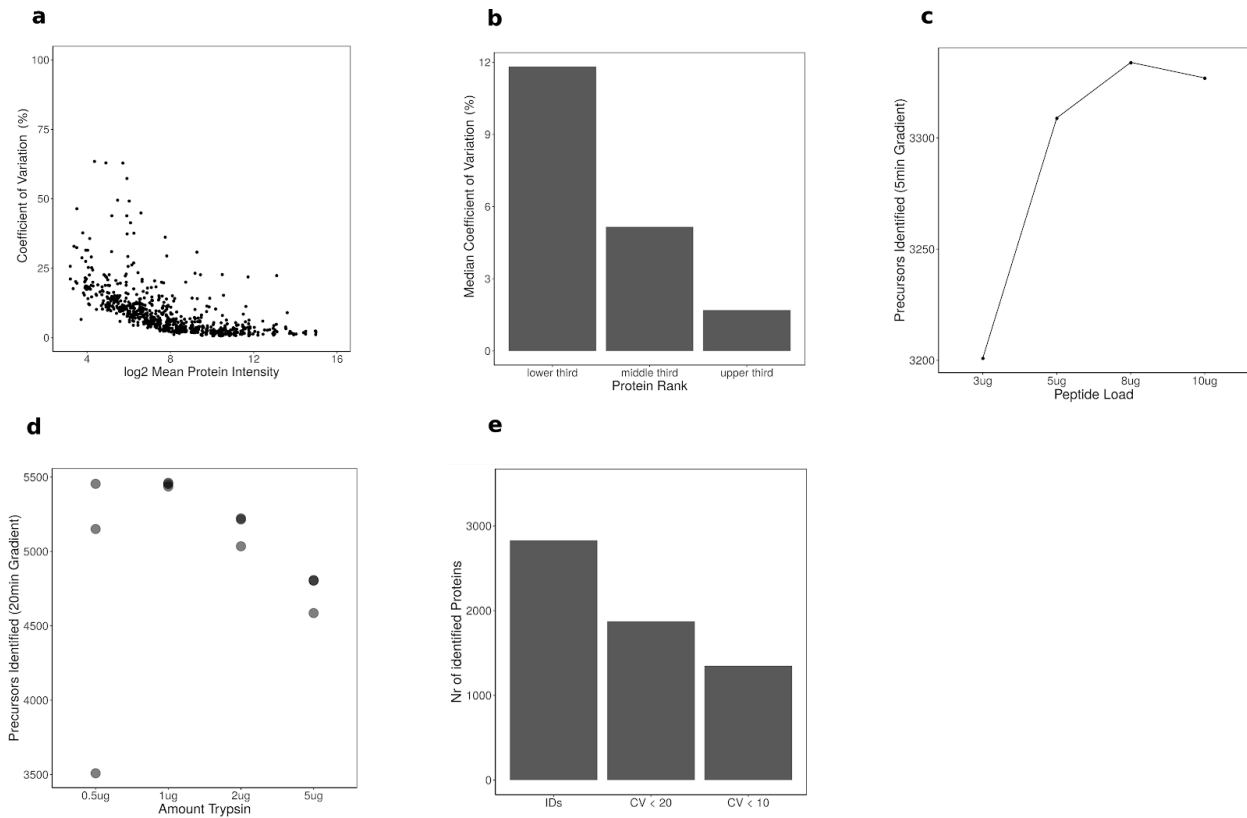 a
100
75
50
25
0
Coefficient of Variation (%)
4 8 12 16
log2 Mean Protein Intensity
b
12
9
6
3
0
Median Coefficient of Variation (%)
lower third middle third upper third
Protein Rank
c
3300
3250
3200
Precursors Identified (5min Gradient)
3ug 5ug 8ug 10ug
Peptide Load
d
5500
5000
4500
4000
3500
Precursors Identified (20min Gradient)
0.5ug 1ug 2ug 5ug
Amount Trypsin
e
3000
2000
1000
0
Nr of identified Proteins
IDs CV < 20 CV < 10